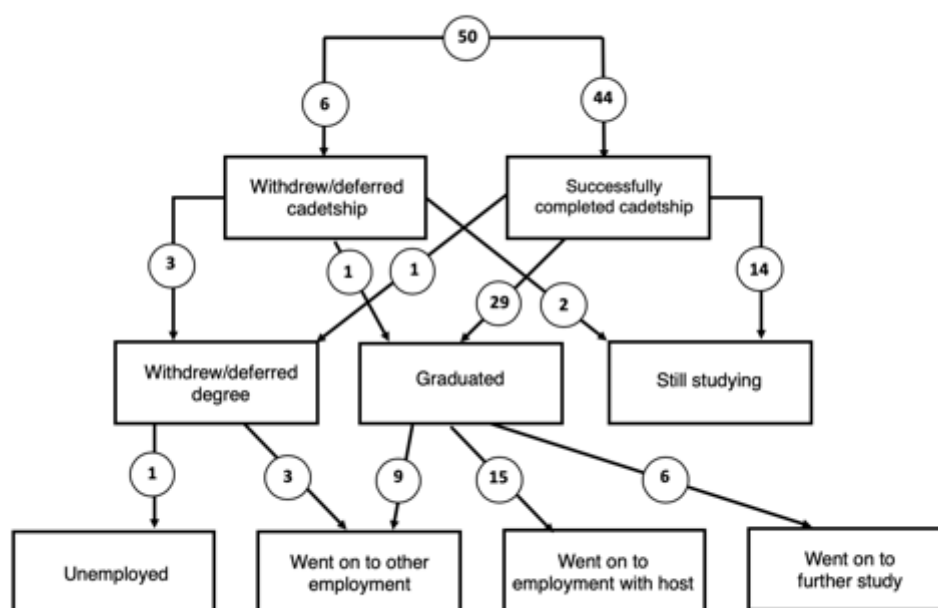 50
6
44
Withdrew/deferred
cadetship
Successfully
completed cadetship
3
1
1
29
2
14
Withdrew/deferred
degree
Graduated
Still studying
1
3
9
15
6
Unemployed
Went on to other
employment
Went on to
employment with host
Went on to
further study